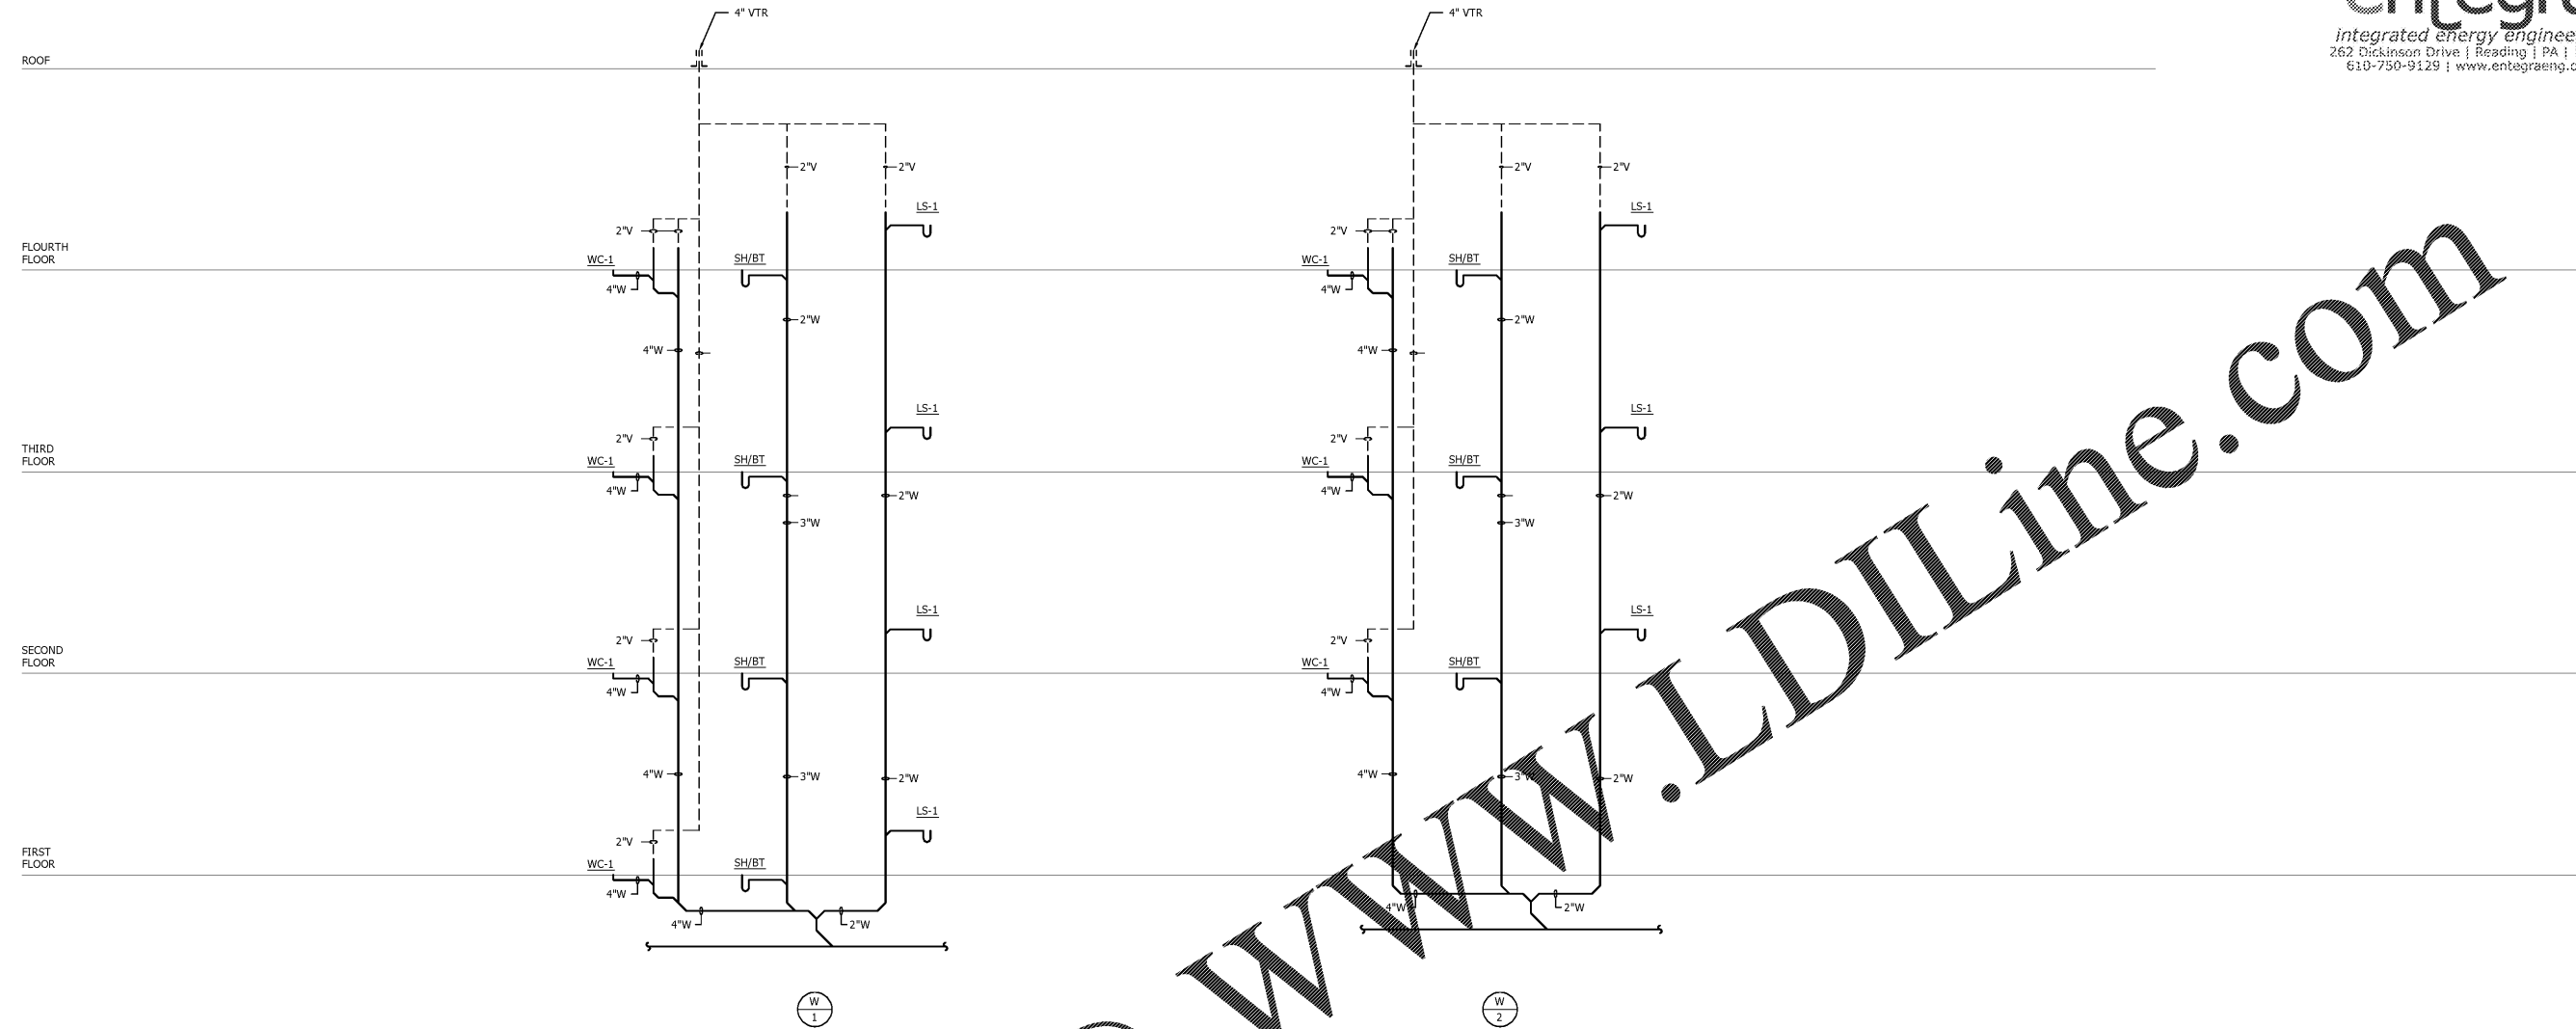 4" VTR
4" VTR
integrated energy
262 Dickinson Drive | Reading | PA |
610-750-9129 |
ROOF
2"V
2"V
2"V
2"V
LS-1
LS-1
2"V
2"V
FLOURTH
FLOOR
WC-1
SH/BT
WC-1
SH/BT
4"W
4"W
2"W
2"W
4"W
4"W
LS-1
LS-1
2"V
2"V
THIRD
FLOOR
WC-1
SH/BT
WC-1
SH/BT
4"W
4"W
2"W
2"W
3"W
3"W
LS-1
LS-1
2"V
2"V
SECOND
FLOOR
WC-1
SH/BT
WC-1
SH/BT
4"W
4"W
4"W
3"W
2"W
4"W
3"W
2"W
LS-1
2"V
FIRST
FLOOR
WC-1
SH/BT
4"W
4"W
2"W
4"W
2"W
W
1
W
2
www.LDILine.com